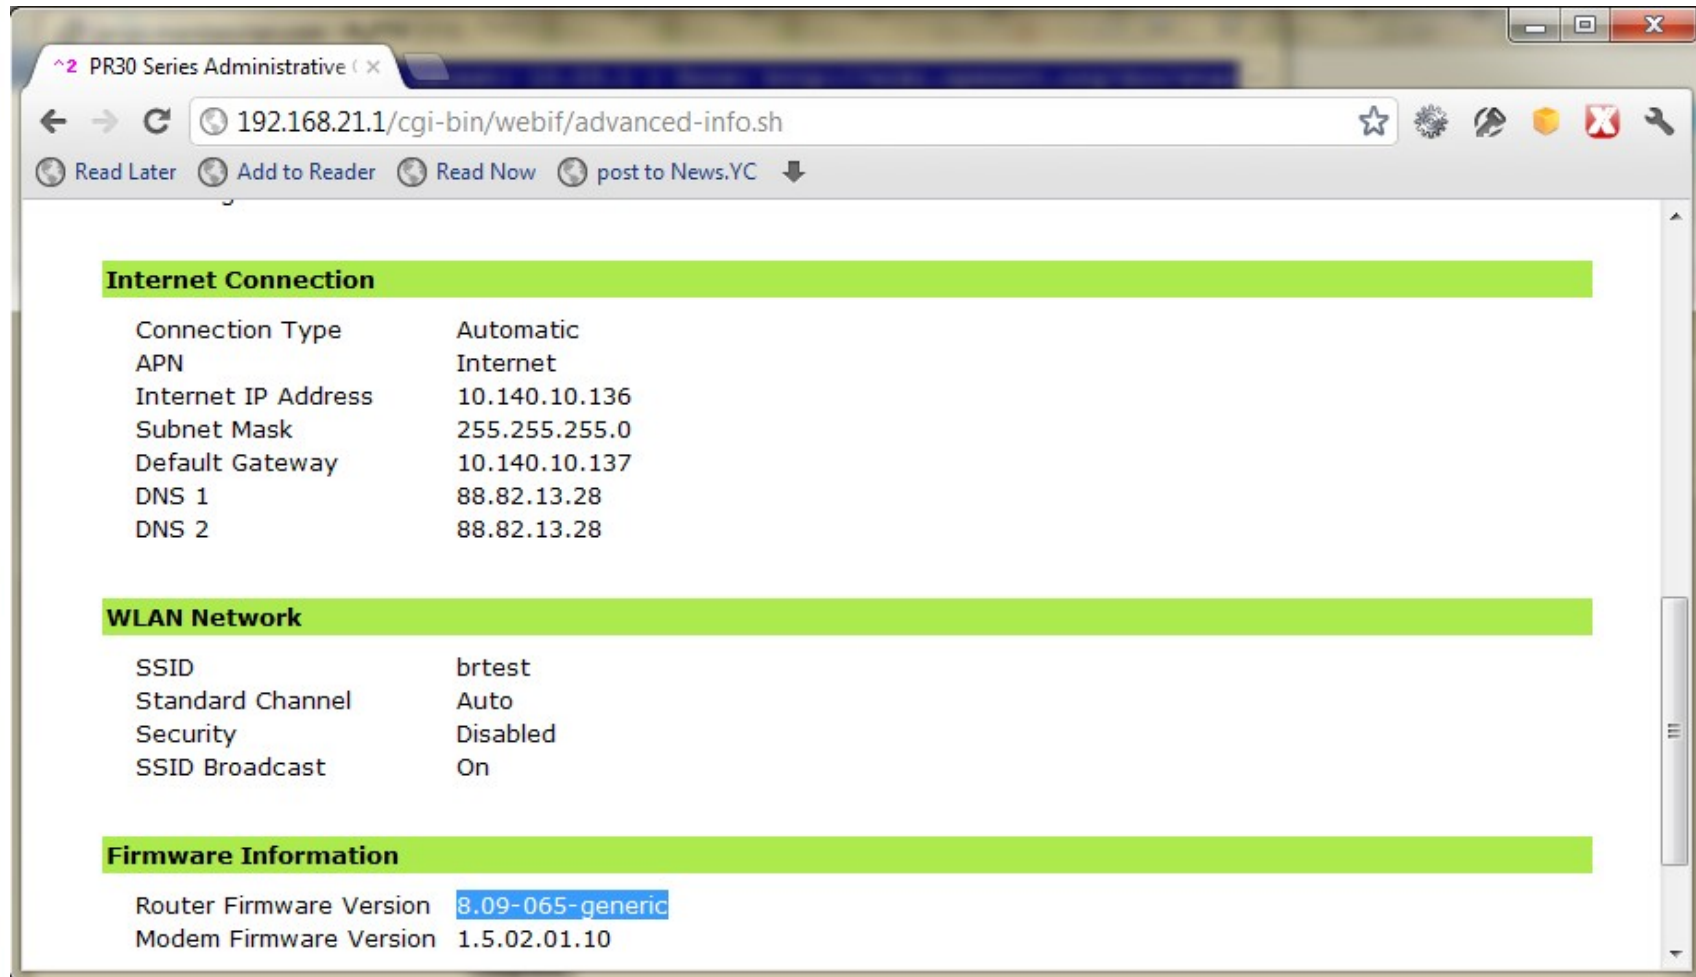 ^2 PR30 Series Administrative
192.168.21.1/cgi-bin/webif/advanced-info.sh
Read Later Add to Reader Read Now post to News.YC
Internet Connection
Connection Type Automatic
APN Internet
Internet IP Address 10.140.10.136
Subnet Mask 255.255.255.0
Default Gateway 10.140.10.137
DNS 1 88.82.13.28
DNS 2 88.82.13.28
WLAN Network
SSID brtest
Standard Channel Auto
Security Disabled
SSID Broadcast On
Firmware Information
Router Firmware Version 8.09-065-generic
Modem Firmware Version 1.5.02.01.10